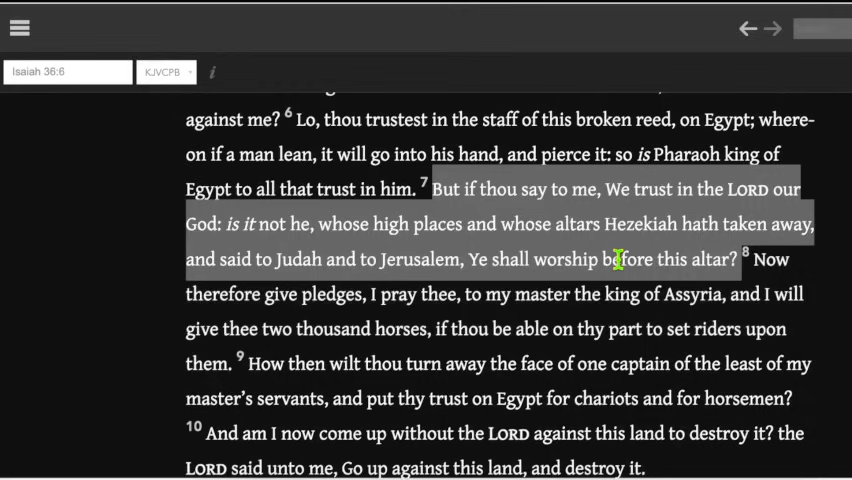 Isaiah 36:6
KJVCPB
i
against me? 6 Lo, thou trustest in the staff of this broken reed, on Egypt; where-
on if a man lean, it will go into his hand, and pierce it: so is Pharaoh king of
Egypt to all that trust in him. 7 But if thou say to me, We trust in the LORD our
God: is it not he, whose high places and whose altars Hezekiah hath taken away,
and said to Judah and to Jerusalem, Ye shall worship before this altar? 8 Now
therefore give pledges, I pray thee, to my master the king of Assyria, and I will
give thee two thousand horses, if thou be able on thy part to set riders upon
them. 9 How then wilt thou turn away the face of one captain of the least of my
master’s servants, and put thy trust on Egypt for chariots and for horsemen?
10 And am I now come up without the LORD against this land to destroy it? the
LORD said unto me, Go up against this land, and destroy it.